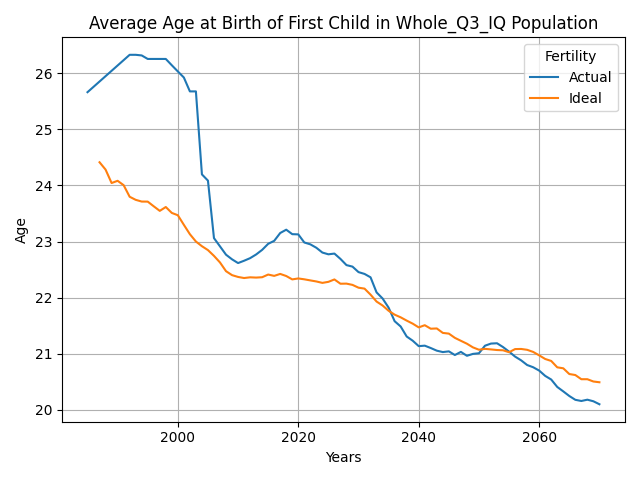 Average Age at Birth of First Child in Whole_Q3_IQ Population
Fertility
Actual
Ideal
Age
26
25
24
23
22
21
20
2000
2020
2040
2060
Years